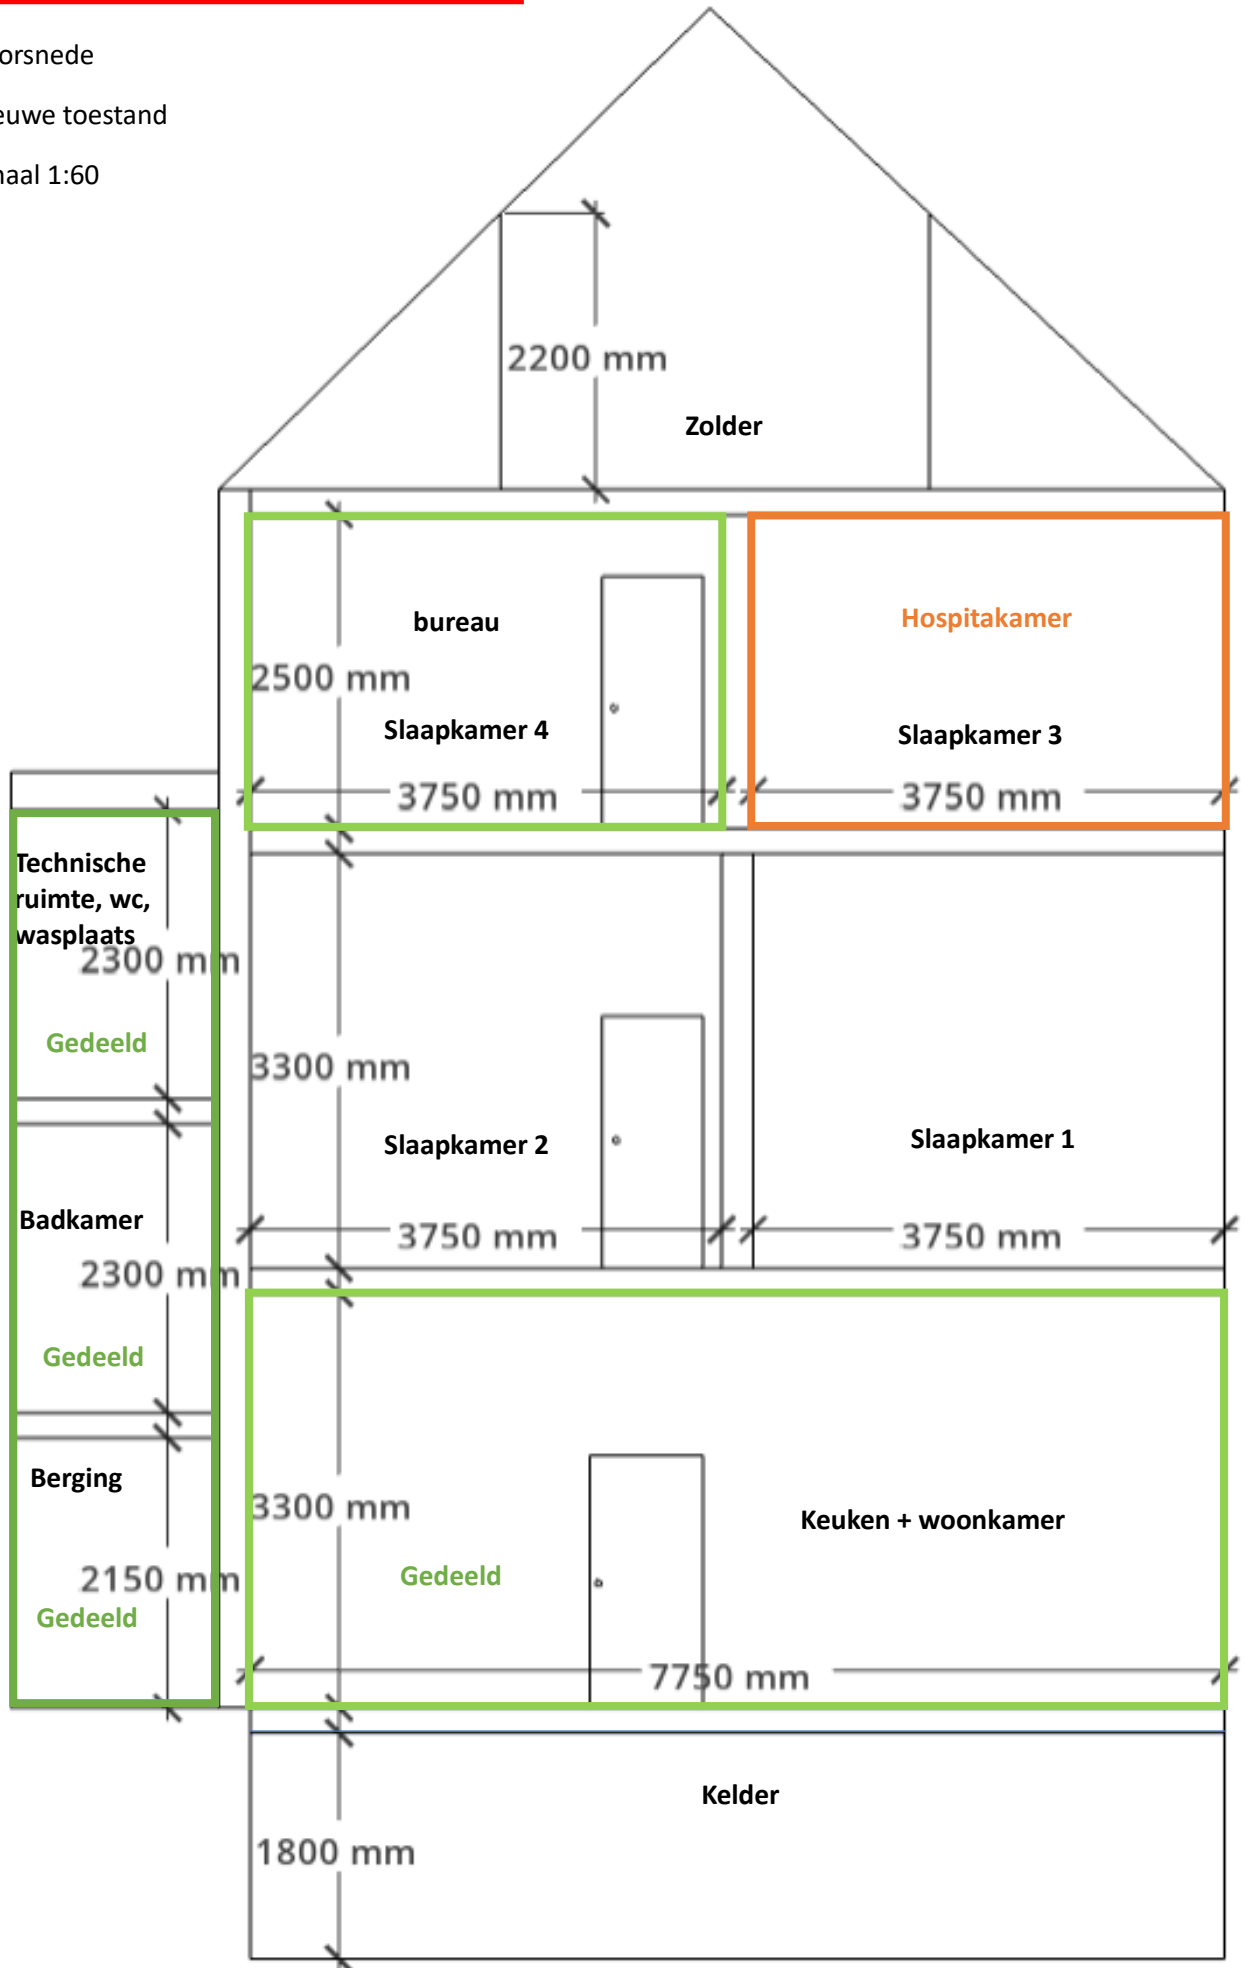 orsnede
euwe toestand
naal 1:60
2200 mm
Zolder
bureau
Hospitakamer
2500 mm
Slaapkamer 4
Slaapkamer 3
3750 mm
3750 mm
Technische
ruimte, wc,
wasplaats
2300 mm
Gedeeld
3300 mm
Slaapkamer 2
Slaapkamer 1
Badkamer
3750 mm
3750 mm
2300 mm
Gedeeld
Berging
3300 mm
Keuken + woonkamer
Gedeeld
2150 mm
Gedeeld
7750 mm
Kelder
1800 mm